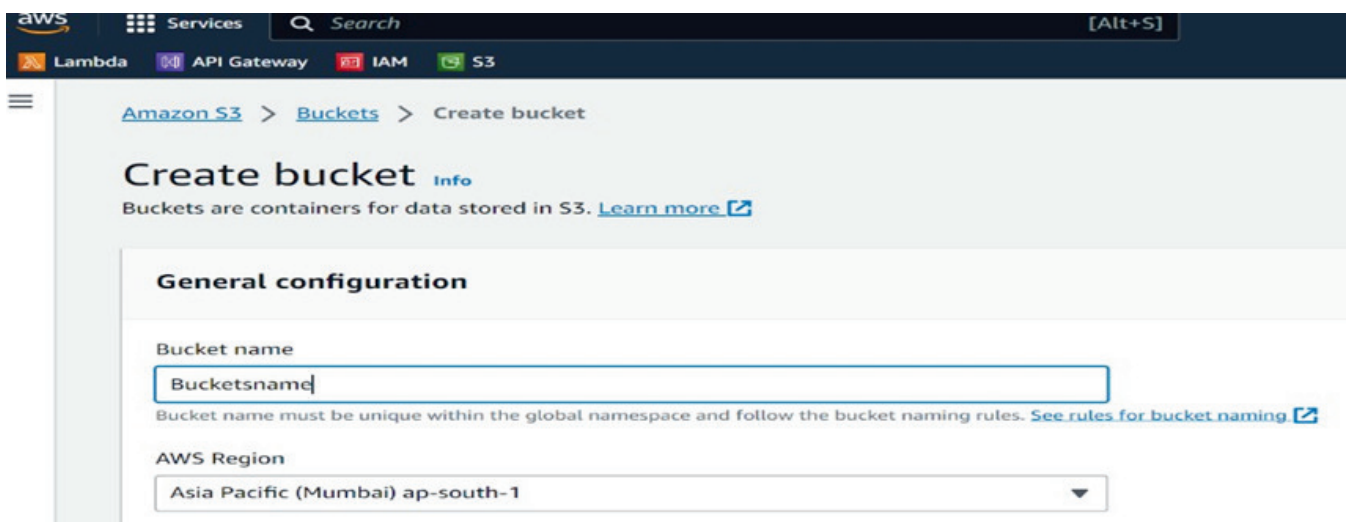 aws Services Search [Alt+S]
Lambda API Gateway IAM S3
Amazon S3 > Buckets > Create bucket
Create bucket Info
Buckets are containers for data stored in S3. Learn more
General configuration
Bucket name
Bucketsname
Bucket name must be unique within the global namespace and follow the bucket naming rules. See rules for bucket naming
AWS Region
Asia Pacific (Mumbai) ap-south-1